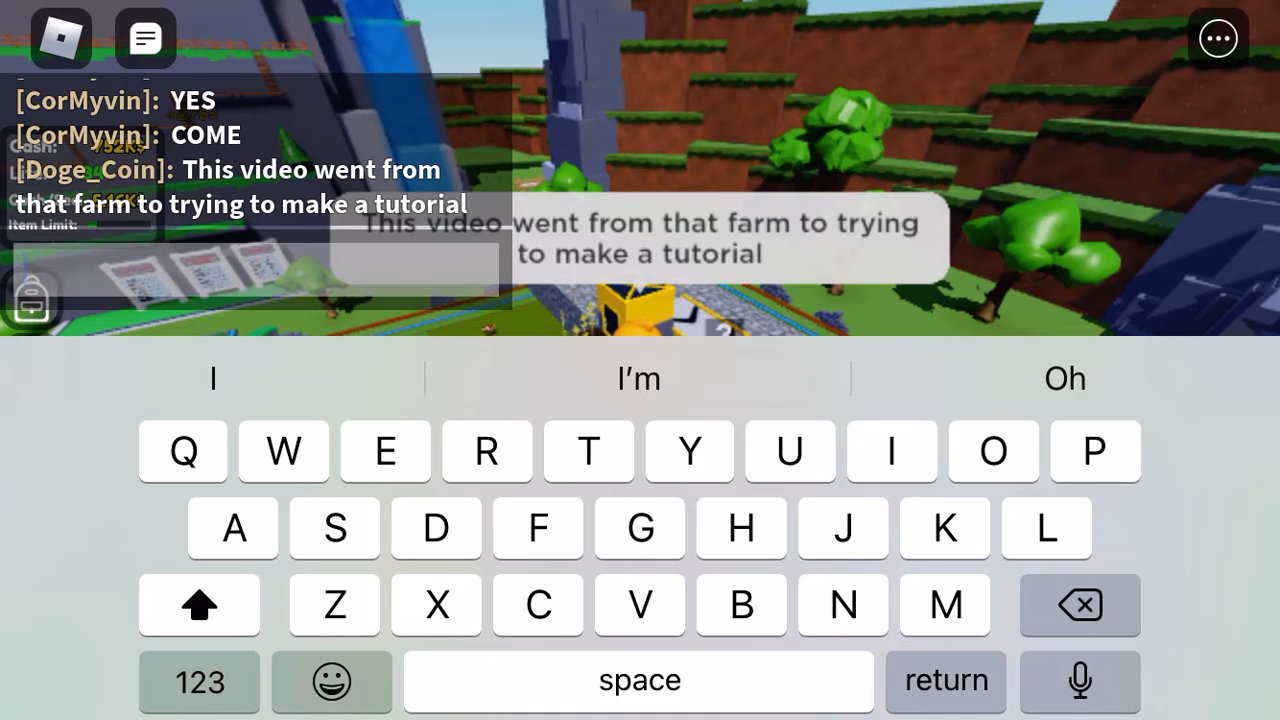 [CorMyvin]: YES
[CorMyvin]: COME
Cash:
[Doge_Coin]: This video went from
that farm to trying to make a tutorial
Item Limit:
This video went from that farm to trying
to make a tutorial
I I'm Oh
Q W E R T Y U I O P
A S D F G H J K L
Z X C V B N M
123 space return